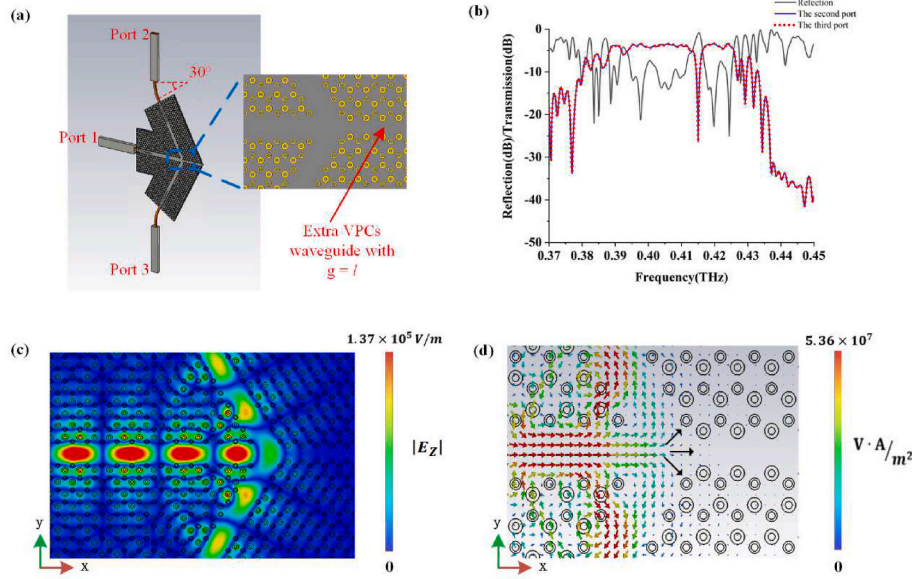 (a)
Port 2
30°
Port 1
Port 3
Extra VPCs
waveguide with
g = l
(b)
Relection
The second port
The third port
Reflection(dB)/Transmission(dB)
0
-10
-20
-30
-40
-50
0.37 0.38 0.39 0.40 0.41 0.42 0.43 0.44 0.45
Frequency(THz)
(c)
1.37 × 10⁵ V/m
|E_Z|
0
y
x
(d)
5.36 × 10⁷
V · A/m²
0
y
x